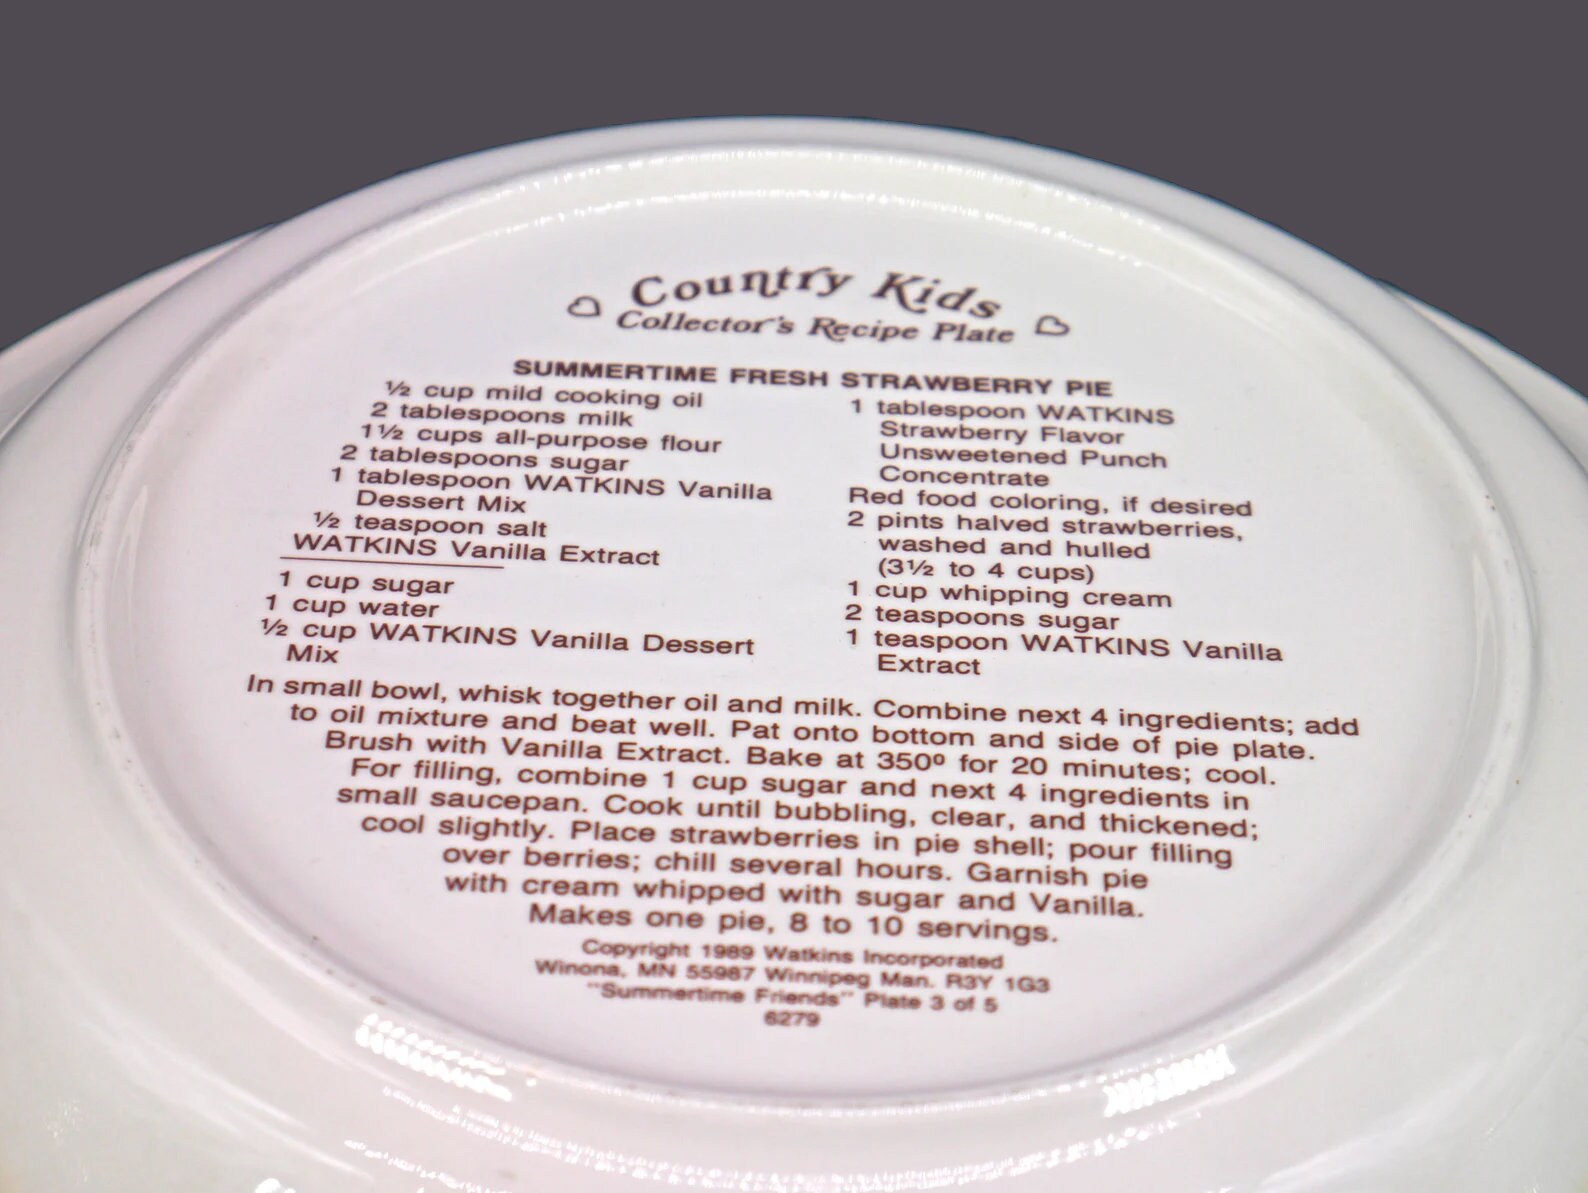 Country Kids
Collector's Recipe Plate
SUMMERTIME FRESH STRAWBERRY PIE
½ cup mild cooking oil
2 tablespoons milk
1½ cups all-purpose flour
2 tablespoons sugar
1 tablespoon WATKINS Vanilla
Dessert Mix
½ teaspoon salt
WATKINS Vanilla Extract
1 cup sugar
1 cup water
½ cup WATKINS Vanilla Dessert
Mix
1 tablespoon WATKINS
Strawberry Flavor
Unsweetened Punch
Concentrate
Red food coloring, if desired
2 pints halved strawberries,
washed and hulled
(3½ to 4 cups)
1 cup whipping cream
2 teaspoons sugar
1 teaspoon WATKINS Vanilla
Extract
In small bowl, whisk together oil and milk. Combine next 4 ingredients; add
to oil mixture and beat well. Pat onto bottom and side of pie plate.
Brush with Vanilla Extract. Bake at 350º for 20 minutes; cool.
For filling, combine 1 cup sugar and next 4 ingredients in
small saucepan. Cook until bubbling, clear, and thickened;
cool slightly. Place strawberries in pie shell; pour filling
over berries; chill several hours. Garnish pie
with cream whipped with sugar and Vanilla.
Makes one pie, 8 to 10 servings.
Copyright 1989 Watkins Incorporated
Winona, MN 55987 Winnipeg Man. R3Y 1G3
"Summertime Friends" Plate 3 of 5
6279